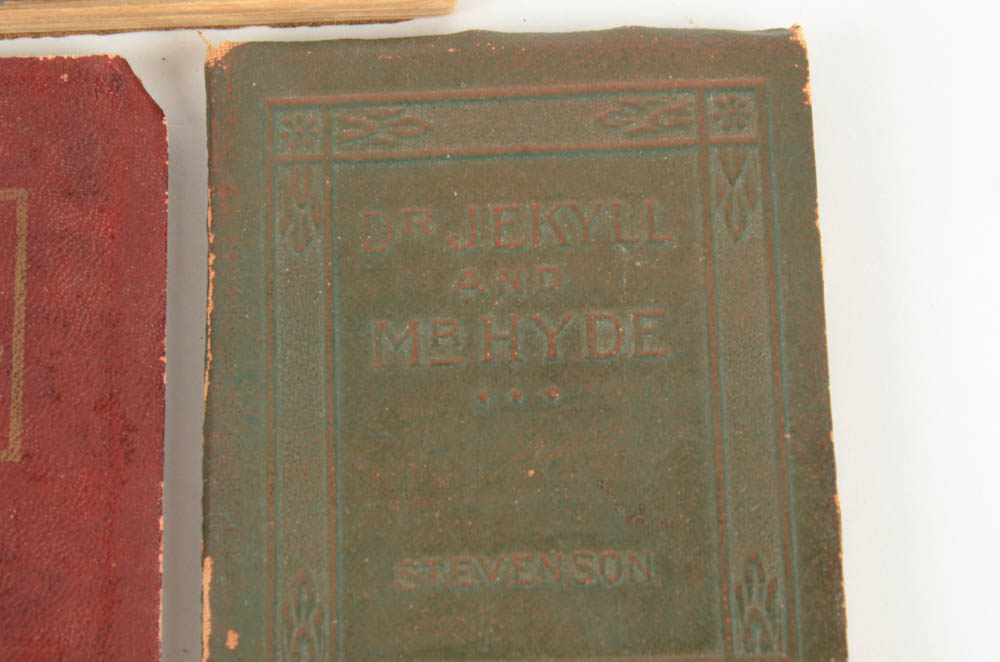 DR JEKYLL
AND
MR HYDE
STEVENSON